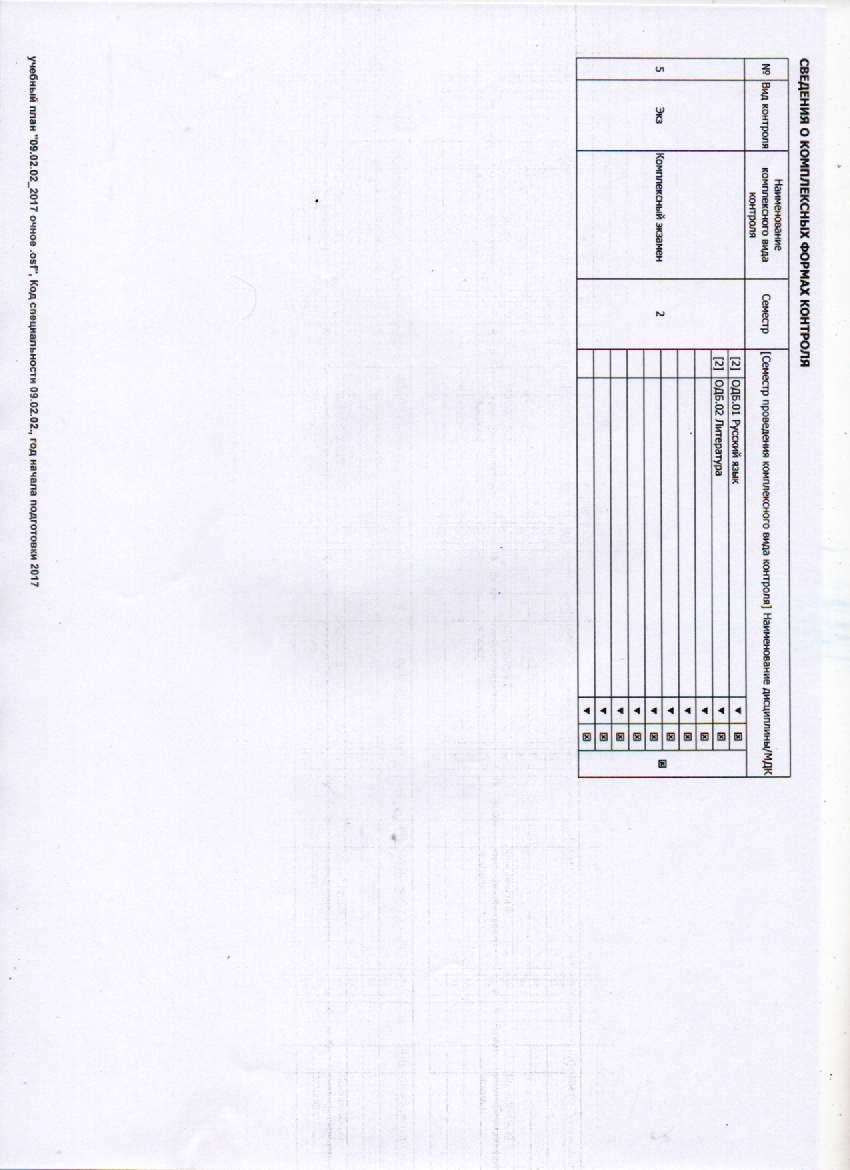 СВЕДЕНИЯ О КОМПЛЕКСНЫХ ФОРМАХ КОНТРОЛЯ
№ Вид контроля Наименование комплексного вида контроля Семестр [Семестр проведения комплексного вида контроля] Наименование дисциплины/МДК
5 Экз Комплексный экзамен 2
[2] ОДБ.01 Русский язык
[2] ОДБ.02 Литература
учебный план "09.02.02_2017 очное .osf", Код специальности 09.02.02., год начала подготовки 2017